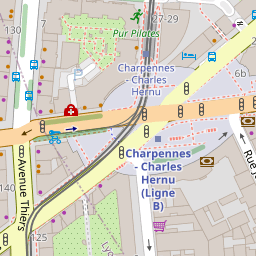 130
27-29
Pur Pilates
7
Charpennes
- Charles
Hernu
6b
Charpennes
- Charles
Hernu
(Ligne
B)
Avenue Thiers
125